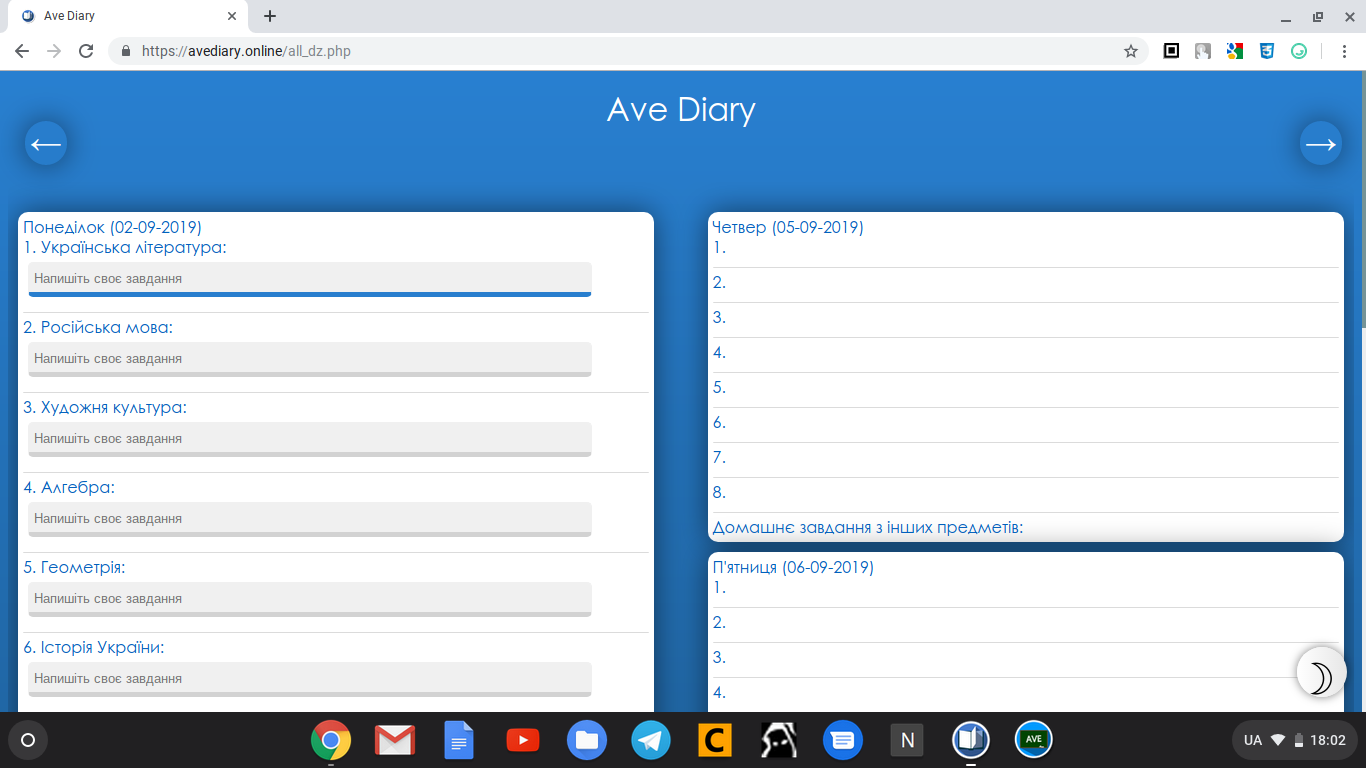 Ave Diary
https://avediary.online/all_dz.php
Ave Diary
←
→
Понеділок (02-09-2019)
1. Українська література:
Напишіть своє завдання
2. Російська мова:
Напишіть своє завдання
3. Художня культура:
Напишіть своє завдання
4. Алгебра:
Напишіть своє завдання
5. Геометрія:
Напишіть своє завдання
6. Історія України:
Напишіть своє завдання
Четвер (05-09-2019)
1.
2.
3.
4.
5.
6.
7.
8.
Домашнє завдання з інших предметів:
П'ятниця (06-09-2019)
1.
2.
3.
4.
C
N
AVE
UA
18:02